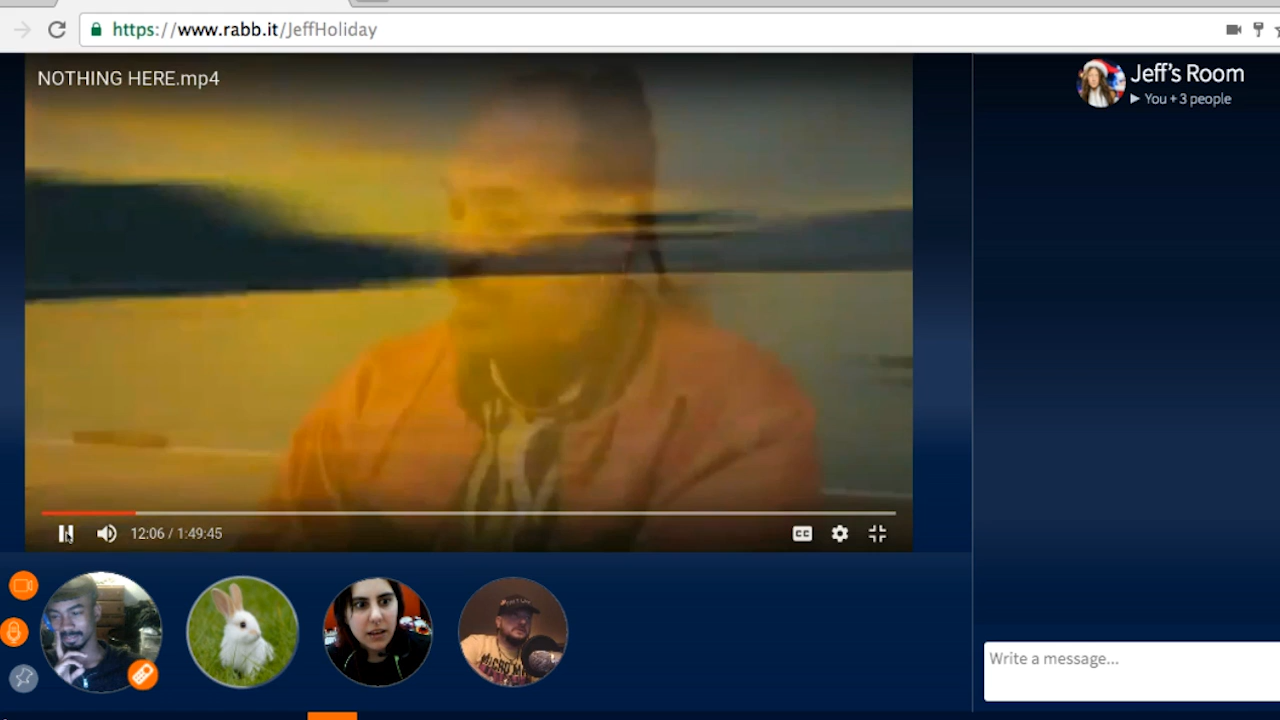 https://www.rabb.it/JeffHoliday
NOTHING HERE.mp4
Jeff's Room
You + 3 people
12:06 / 1:49:45
CC
Write a message...